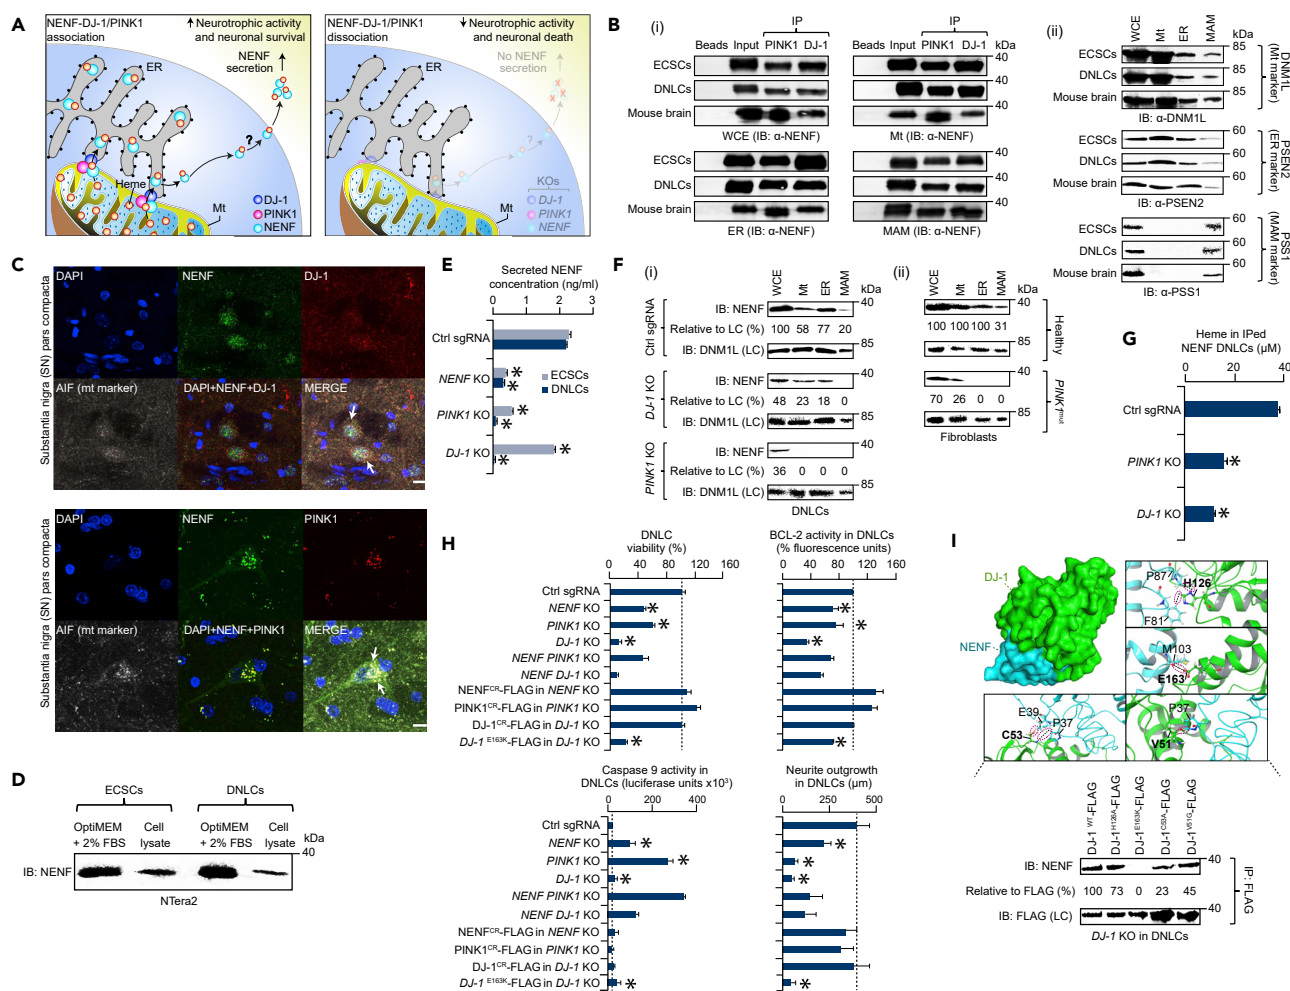 A
NENF-DJ-1/PINK1
association
Neurotrophic activity
and neuronal survival
NENF
secretion
ER
?
Heme
DJ-1
PINK1
NENF
Mt
NENF-DJ-1/PINK1
dissociation
Neurotrophic activity
and neuronal death
No NENF
secretion
ER
?
KOs
DJ-1
PINK1
NENF
Mt
B
(i)
IP
IP
Beads Input PINK1 DJ-1
Beads Input PINK1 DJ-1 kDa
ECSCs
40
DNLCs
40
Mouse brain
40
WCE (IB: α-NENF)
Mt (IB: α-NENF)
ECSCs
40
DNLCs
40
Mouse brain
40
ER (IB: α-NENF)
MAM (IB: α-NENF)
(ii)
WCE
Mt
ER
MAM
kDa
ECSCs
85
DNLCs
85
Mouse brain
85
IB: α-DNM1L
DNM1L
(Mt marker)
ECSCs
60
DNLCs
60
Mouse brain
60
IB: α-PSEN2
PSEN2
(ER marker)
ECSCs
60
DNLCs
60
Mouse brain
60
IB: α-PSS1
PSS1
(MAM marker)
C
Substantia nigra (SN) pars compacta
DAPI
NENF
DJ-1
AIF (mt marker)
DAPI+NENF+DJ-1
MERGE
Substantia nigra (SN) pars compacta
DAPI
NENF
PINK1
AIF (mt marker)
DAPI+NENF+PINK1
MERGE
D
ECSCs
DNLCs
OptiMEM
+ 2% FBS
Cell
lysate
OptiMEM
+ 2% FBS
Cell
lysate
kDa
40
IB: NENF
NTera2
E
Secreted NENF
concentration (ng/ml)
0 1 2 3
Ctrl sgRNA
NENF KO
*
*
PINK1 KO
*
*
DJ-1 KO
*
*
ECSCs
DNLCs
F
(i)
WCE
Mt
ER
MAM
kDa
Ctrl sgRNA
IB: NENF
40
Relative to LC (%) 100 58 77 20
IB: DNM1L (LC)
85
DJ-1 KO
IB: NENF
40
Relative to LC (%) 48 23 18 0
IB: DNM1L (LC)
85
PINK1 KO
IB: NENF
40
Relative to LC (%) 36 0 0 0
IB: DNM1L (LC)
85
DNLCs
(ii)
WCE
Mt
ER
MAM
kDa
40
100 100 100 31
85
Healthy
40
70 26 0 0
85
PINK1mut
Fibroblasts
G
Heme in IPed
NENF DNLCs (µM)
0 20 40
Ctrl sgRNA
PINK1 KO
*
DJ-1 KO
*
H
DNLC
viability (%)
0 40 80 120 160
Ctrl sgRNA
NENF KO *
PINK1 KO *
DJ-1 KO *
NENF PINK1 KO
NENF DJ-1 KO
NENFCR-FLAG in NENF KO
PINK1CR-FLAG in PINK1 KO
DJ-1CR-FLAG in DJ-1 KO
DJ-1 E163K-FLAG in DJ-1 KO *
BCL-2 activity in DNLCs
(% fluorescence units)
0 40 80 120 160
*
*
*
*
Caspase 9 activity in
DNLCs (luciferase units x10³)
0 200 400
Ctrl sgRNA
NENF KO *
PINK1 KO *
DJ-1 KO *
NENF PINK1 KO
NENF DJ-1 KO
NENFCR-FLAG in NENF KO
PINK1CR-FLAG in PINK1 KO
DJ-1CR-FLAG in DJ-1 KO
DJ-1 E163K-FLAG in DJ-1 KO *
Neurite outgrowth
in DNLCs (µm)
0 250 500
*
*
*
*
I
DJ-1
NENF
P87
H126
F81
M103
E163
E39
P37
C53
P37
V51
DJ-1WT-FLAG
DJ-1H126A-FLAG
DJ-1E163K-FLAG
DJ-1C53A-FLAG
DJ-1V51G-FLAG
kDa
IB: NENF
40
Relative to FLAG (%) 100 73 0 23 45
IB: FLAG (LC)
40
IP: FLAG
DJ-1 KO in DNLCs